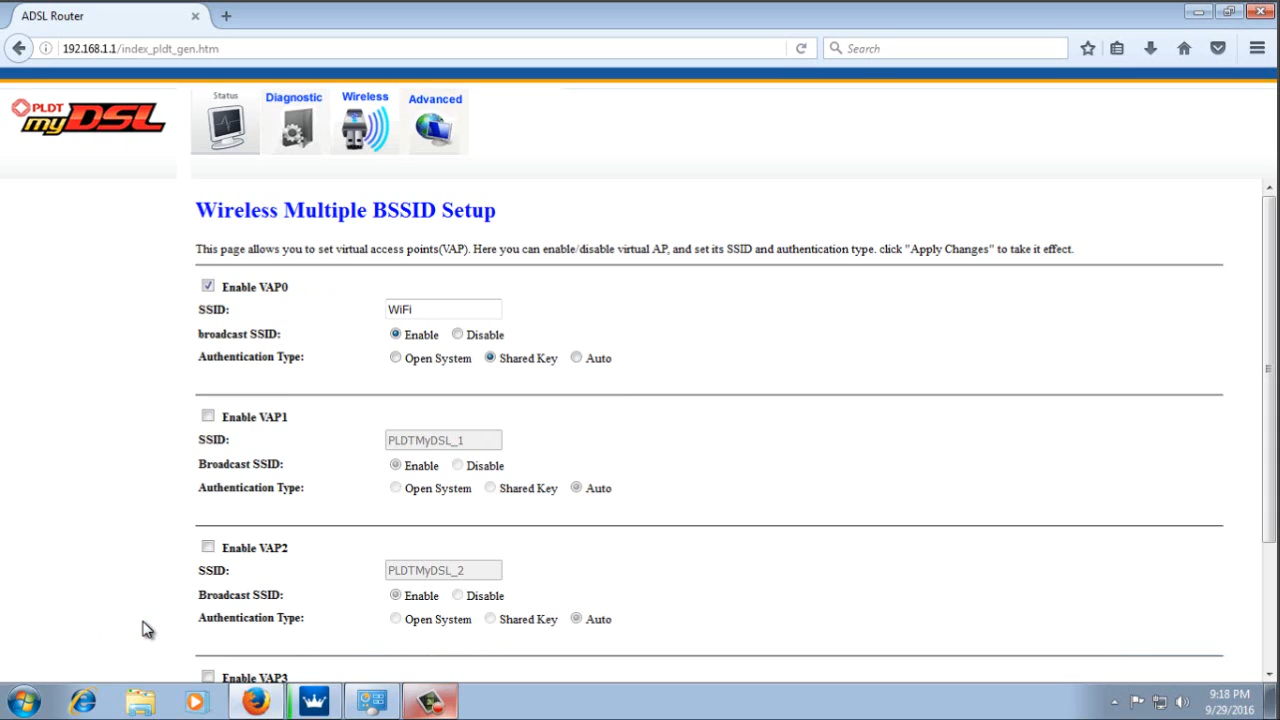 ADSL Router
192.168.1.1/index_pldt_gen.htm
Search
PLDT
myDSL
Status
Diagnostic
Wireless
Advanced
Wireless Multiple BSSID Setup
This page allows you to set virtual access points(VAP). Here you can enable/disable virtual AP, and set its SSID and authentication type. click "Apply Changes" to take it effect.
Enable VAP0
SSID: WiFi
broadcast SSID: Enable Disable
Authentication Type: Open System Shared Key Auto
Enable VAP1
SSID: PLDTMyDSL_1
Broadcast SSID: Enable Disable
Authentication Type: Open System Shared Key Auto
Enable VAP2
SSID: PLDTMyDSL_2
Broadcast SSID: Enable Disable
Authentication Type: Open System Shared Key Auto
Enable VAP3
9:18 PM
9/29/2016